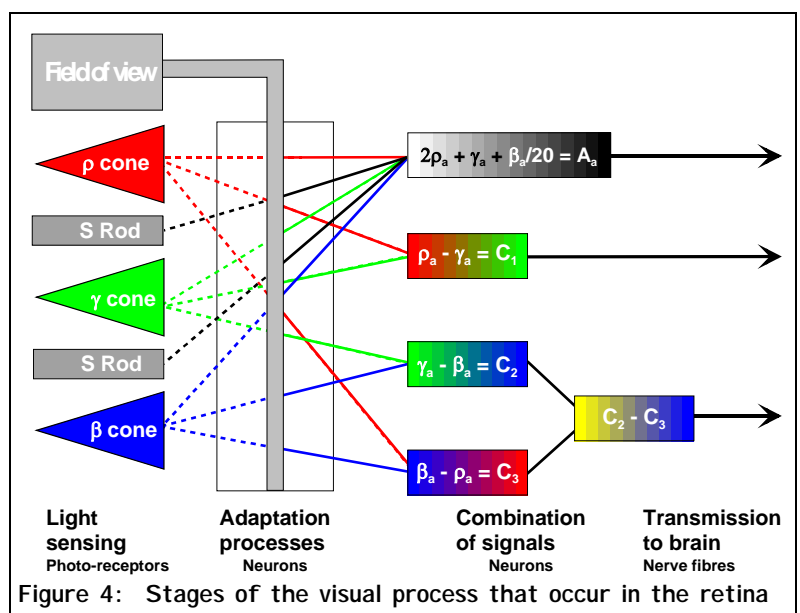 Field of view
ρ cone
S Rod
γ cone
S Rod
β cone
2ρₐ + γₐ + βₐ/20 = Aₐ
ρₐ - γₐ = C₁
γₐ - βₐ = C₂
βₐ - ρₐ = C₃
C₂ - C₃
Light
sensing
Photo-receptors
Adaptation
processes
Neurons
Combination
of signals
Neurons
Transmission
to brain
Nerve fibres
Figure 4: Stages of the visual process that occur in the retina